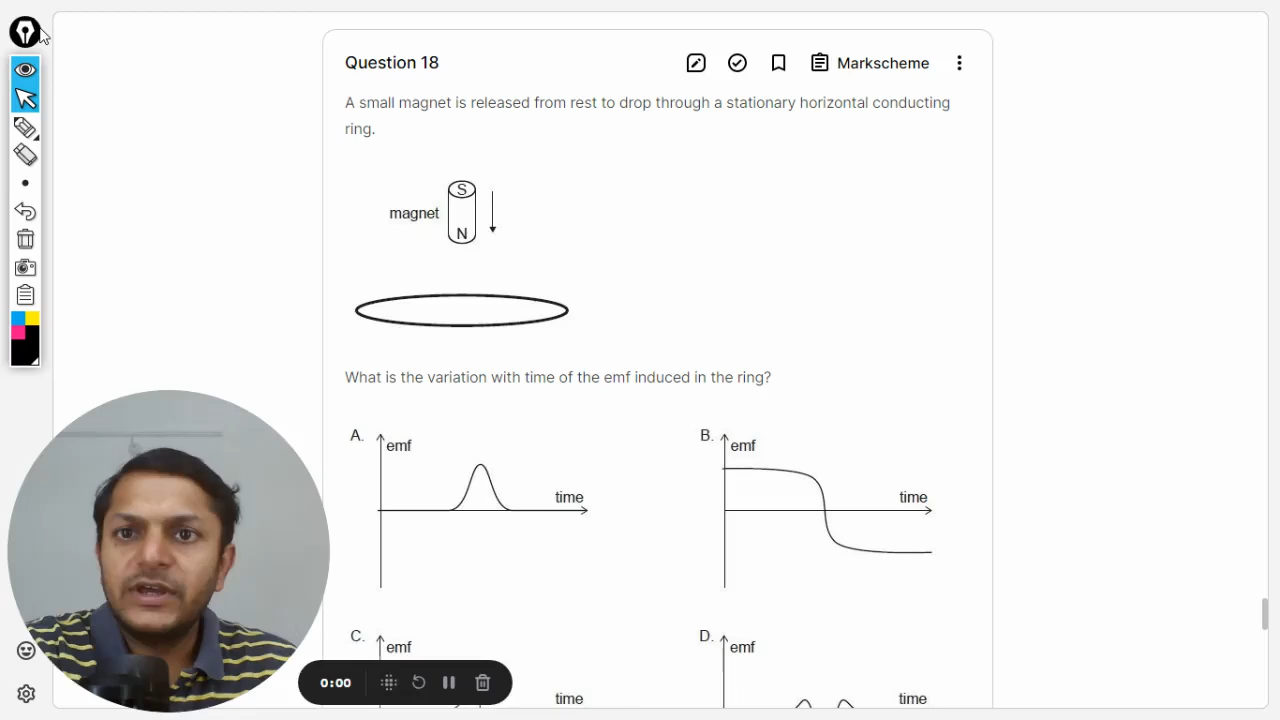 Question 18
Markscheme
A small magnet is released from rest to drop through a stationary horizontal conducting
ring.
S
magnet
N
What is the variation with time of the emf induced in the ring?
A.
emf
time
B.
emf
time
C.
emf
time
D.
emf
time
0:00